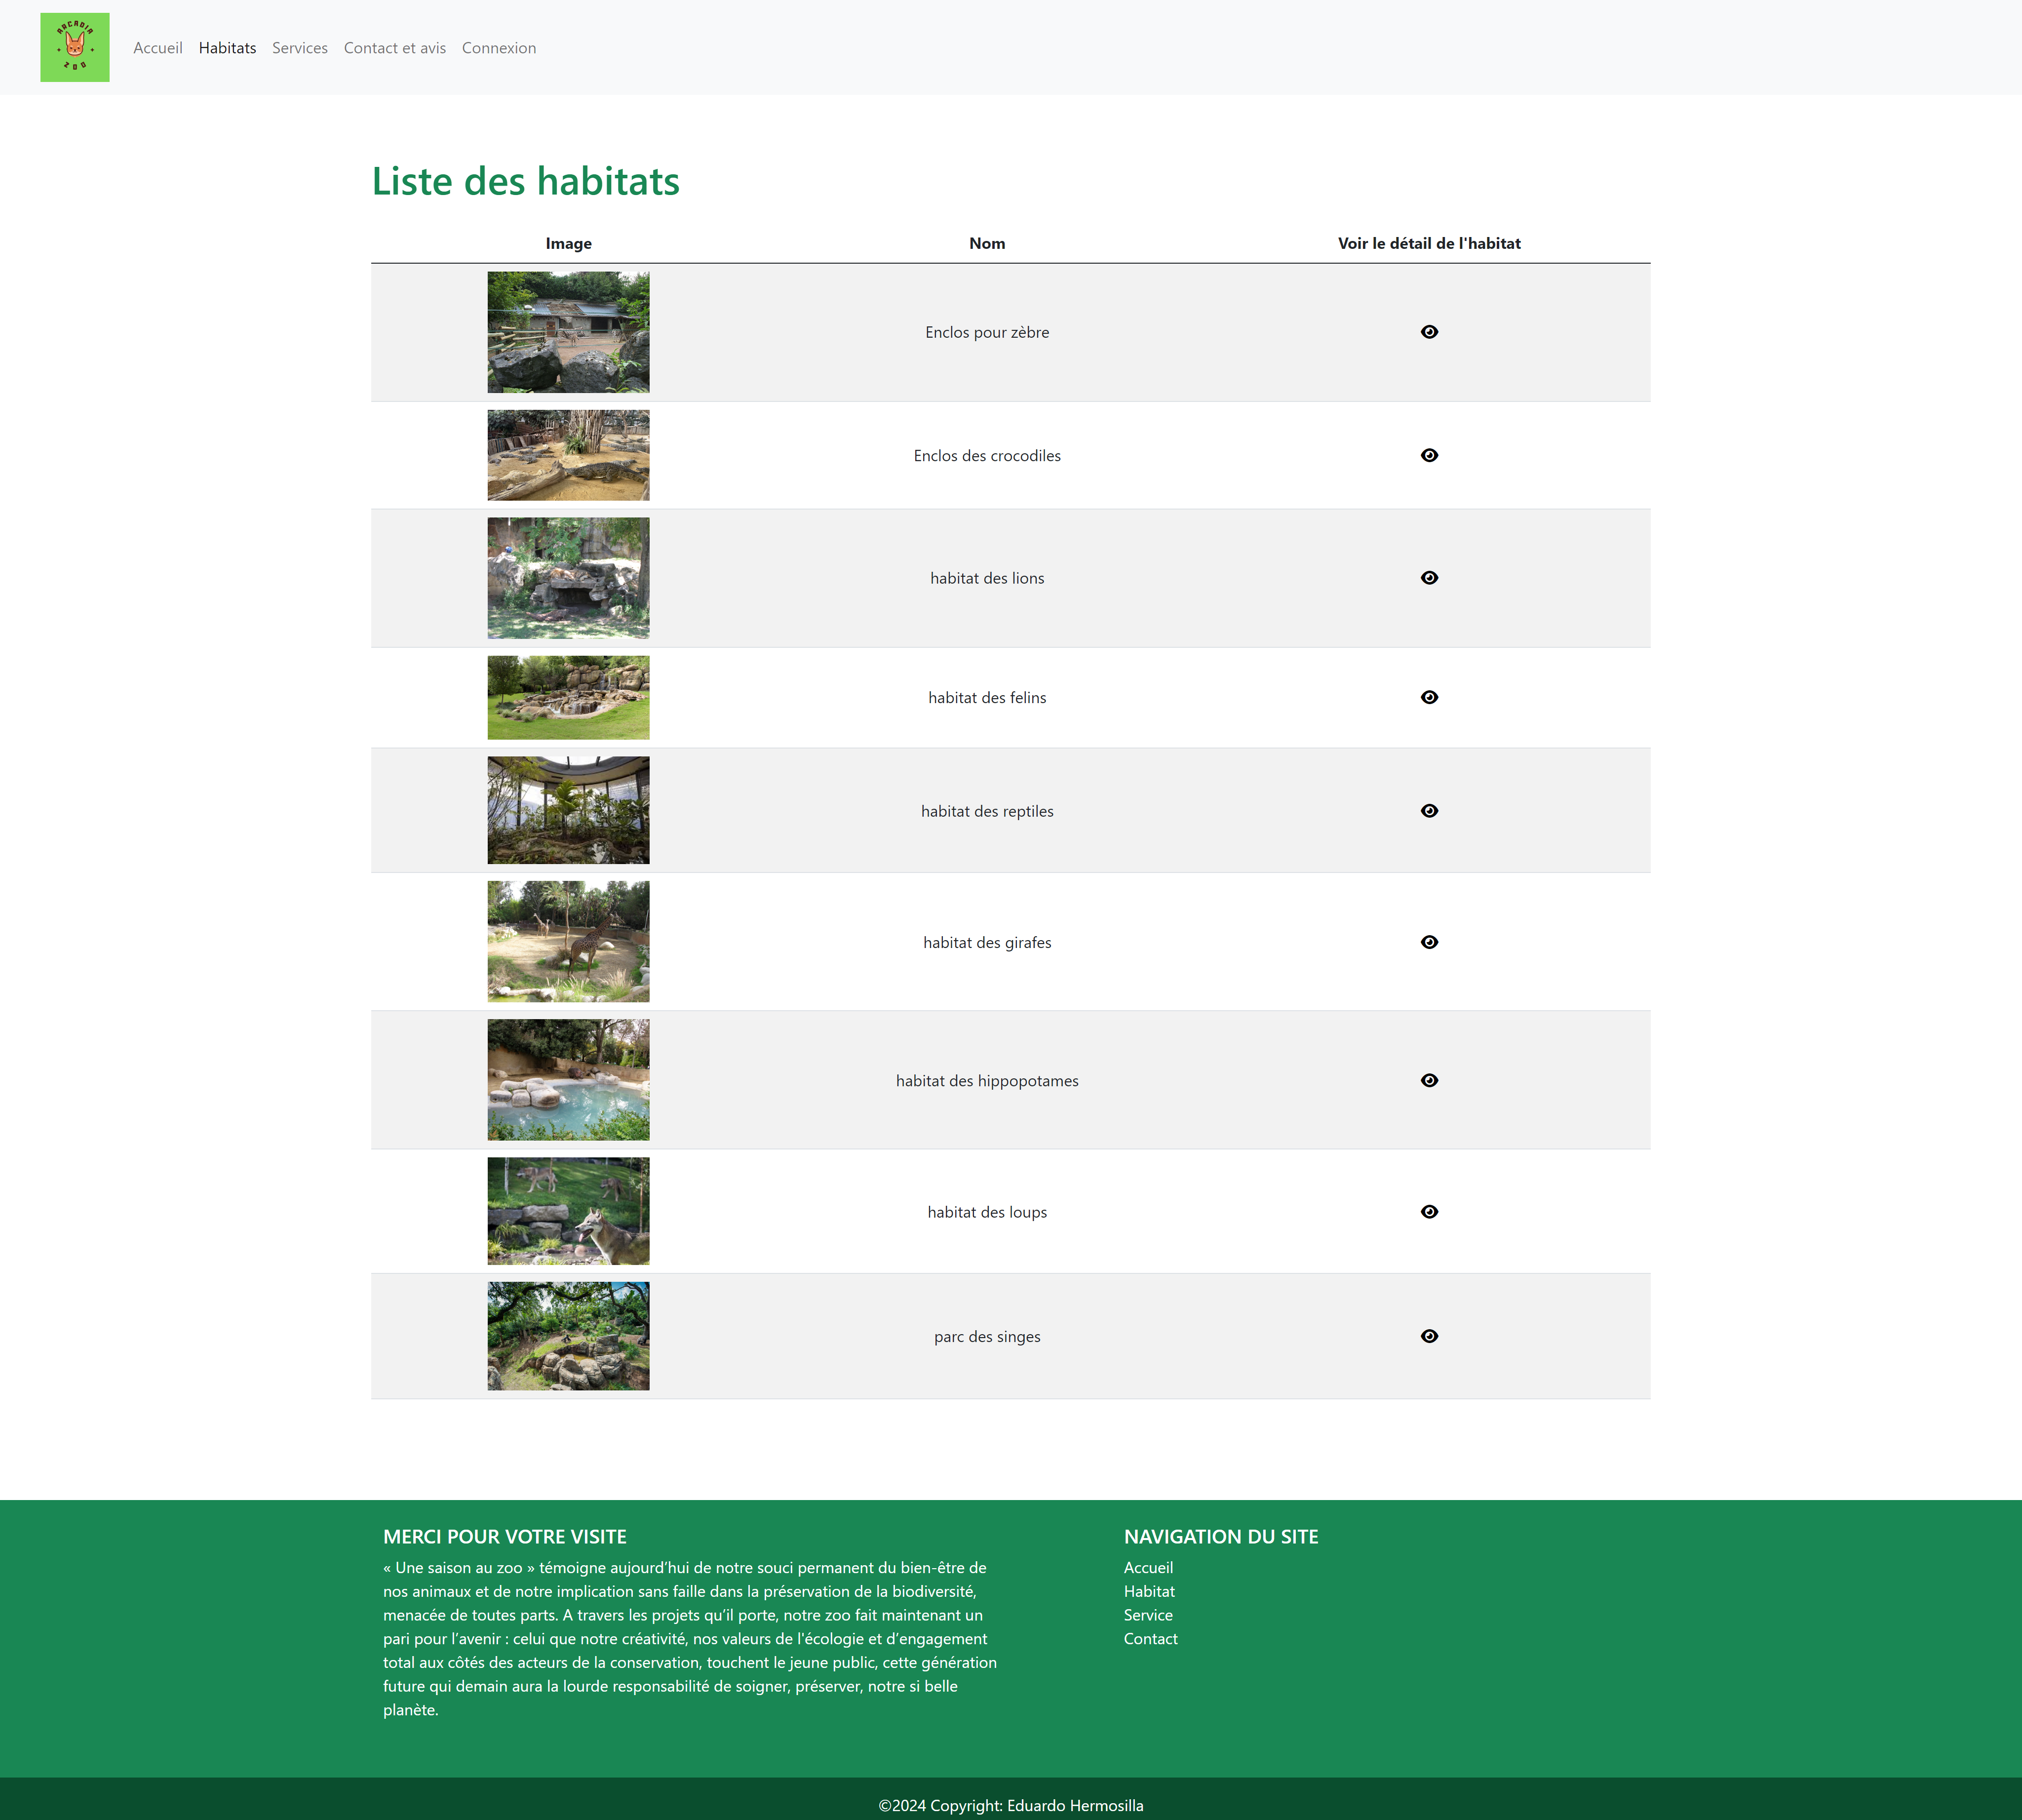 ARCADIA
ZOO
Accueil Habitats Services Contact et avis Connexion
Liste des habitats
Image Nom Voir le détail de l'habitat
Enclos pour zèbre
Enclos des crocodiles
habitat des lions
habitat des felins
habitat des reptiles
habitat des girafes
habitat des hippopotames
habitat des loups
parc des singes
MERCI POUR VOTRE VISITE
« Une saison au zoo » témoigne aujourd’hui de notre souci permanent du bien-être de
nos animaux et de notre implication sans faille dans la préservation de la biodiversité,
menacée de toutes parts. A travers les projets qu’il porte, notre zoo fait maintenant un
pari pour l’avenir : celui que notre créativité, nos valeurs de l'écologie et d’engagement
total aux côtés des acteurs de la conservation, touchent le jeune public, cette génération
future qui demain aura la lourde responsabilité de soigner, préserver, notre si belle
planète.
NAVIGATION DU SITE
Accueil
Habitat
Service
Contact
©2024 Copyright: Eduardo Hermosilla